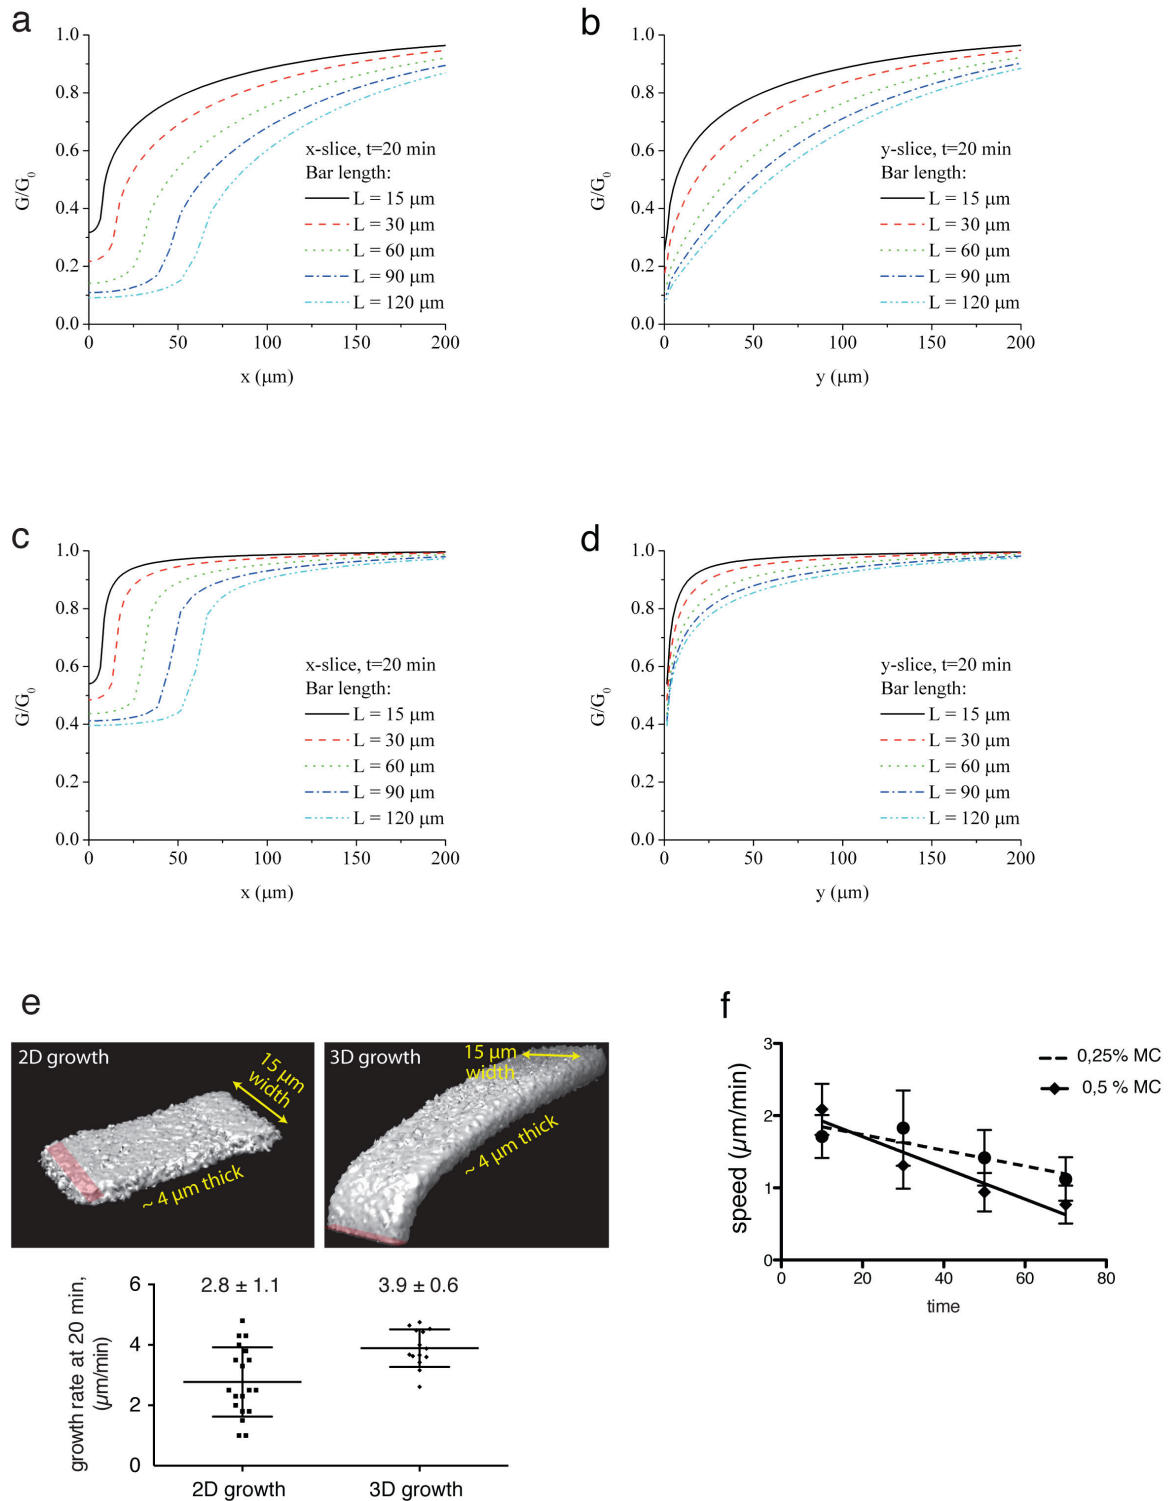 a
1.0
0.8
0.6
0.4
0.2
0.0
G/G0
x-slice, t=20 min
Bar length:
L = 15 μm
L = 30 μm
L = 60 μm
L = 90 μm
L = 120 μm
0 50 100 150 200
x (μm)
b
1.0
0.8
0.6
0.4
0.2
0.0
G/G0
y-slice, t=20 min
Bar length:
L = 15 μm
L = 30 μm
L = 60 μm
L = 90 μm
L = 120 μm
0 50 100 150 200
y (μm)
c
1.0
0.8
0.6
0.4
0.2
0.0
G/G0
x-slice, t=20 min
Bar length:
L = 15 μm
L = 30 μm
L = 60 μm
L = 90 μm
L = 120 μm
0 50 100 150 200
x (μm)
d
1.0
0.8
0.6
0.4
0.2
0.0
G/G0
y-slice, t=20 min
Bar length:
L = 15 μm
L = 30 μm
L = 60 μm
L = 90 μm
L = 120 μm
0 50 100 150 200
y (μm)
e
2D growth
15 μm
width
~ 4 μm thick
3D growth
15 μm
width
~ 4 μm thick
growth rate at 20 min,
(μm/min)
6
4
2
0
2.8 ± 1.1
3.9 ± 0.6
2D growth
3D growth
f
3
2
1
0
speed (μm/min)
0,25% MC
0,5 % MC
0 20 40 60 80
time